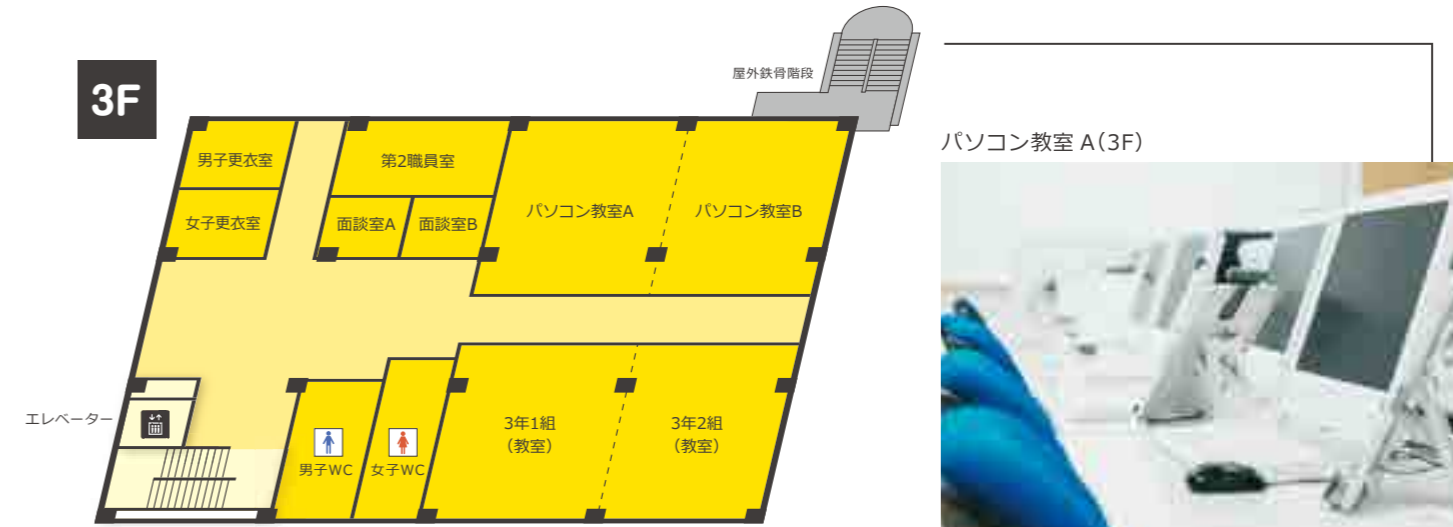 3F
屋外鉄骨階段
パソコン教室 A(3F)
男子更衣室
第2職員室
女子更衣室
面談室A
面談室B
パソコン教室A
パソコン教室B
エレベーター
男子WC
女子WC
3年1組
(教室)
3年2組
(教室)